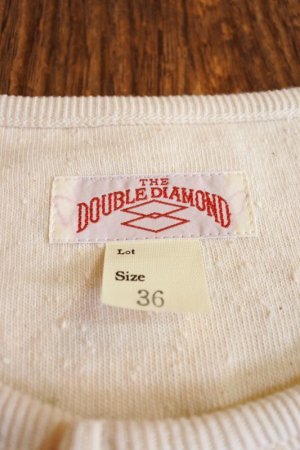 THE
DOUBLE DIAMOND
Lot
Size
36